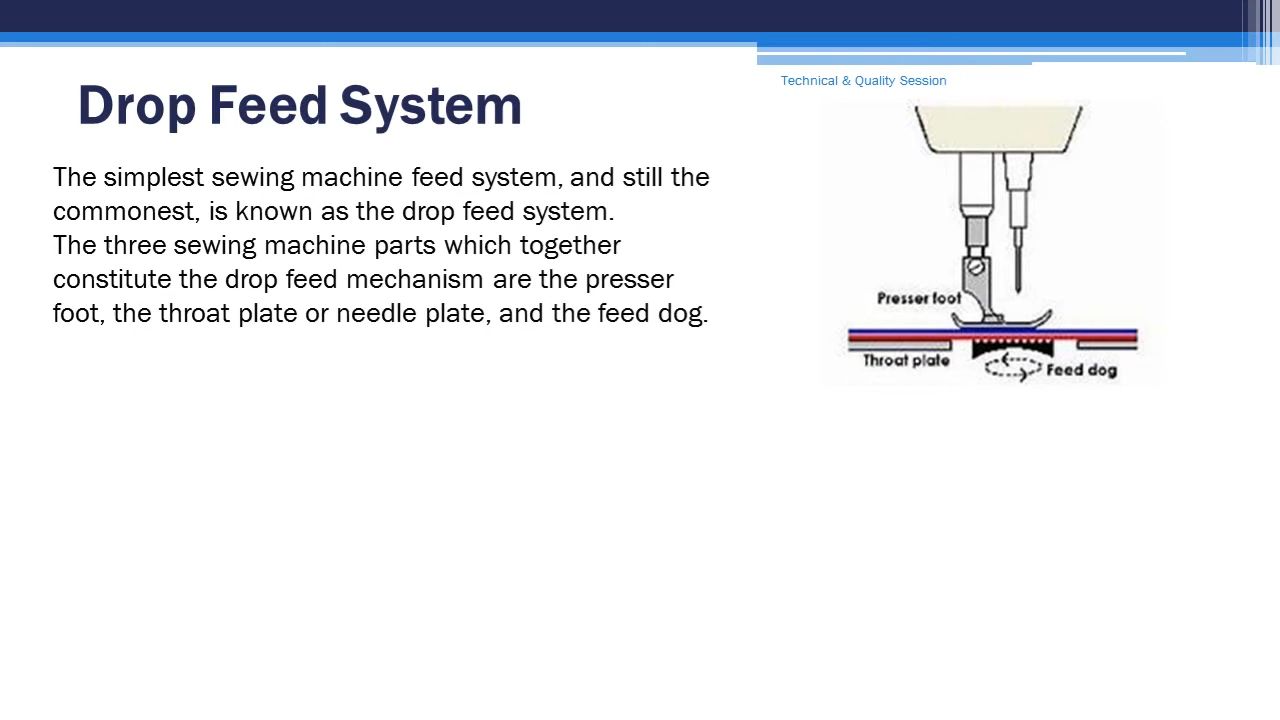 Technical & Quality Session
Drop Feed System
The simplest sewing machine feed system, and still the
commonest, is known as the drop feed system.
The three sewing machine parts which together
constitute the drop feed mechanism are the presser
foot, the throat plate or needle plate, and the feed dog.
Presser foot
Throat plate
Feed dog